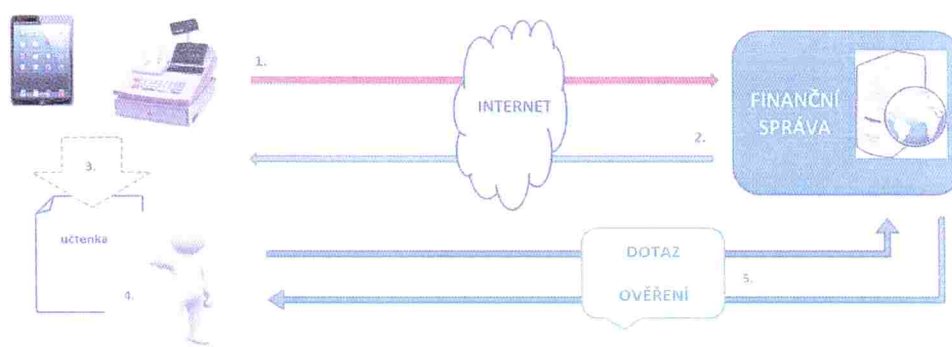 1.
INTERNET
FINANČNÍ
SPRÁVA
2.
3.
účtenka
4.
DOTAZ
5.
OVĚŘENÍ